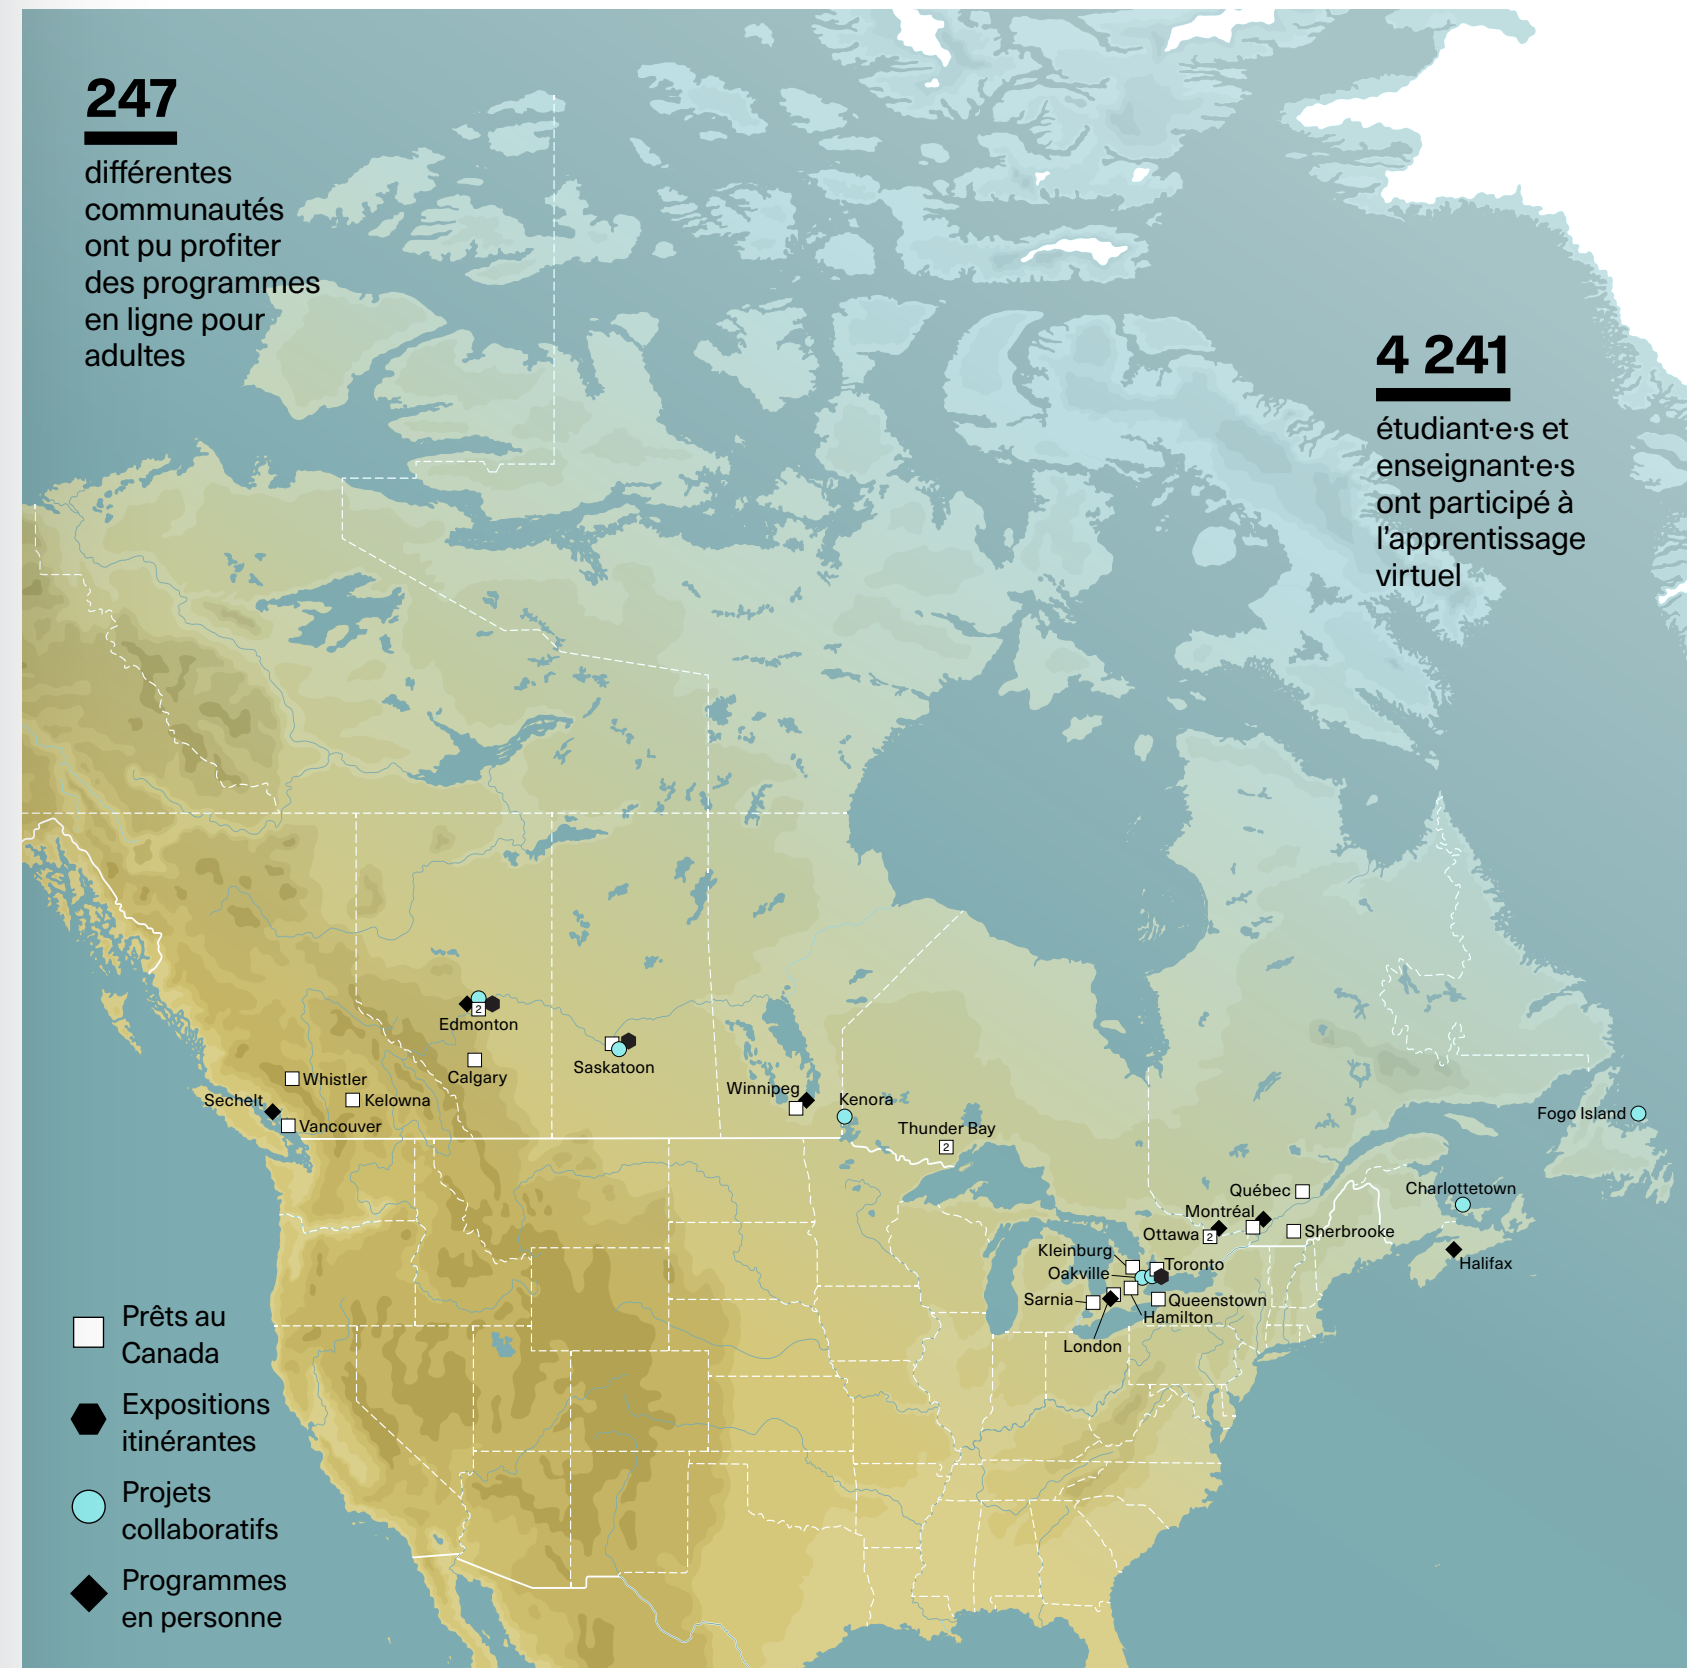 247
différentes
communautés
ont pu profiter
des programmes
en ligne pour
adultes
4 241
étudiant·e·s et
enseignant·e·s
ont participé à
l'apprentissage
virtuel
2
Edmonton
Saskatoon
Calgary
Whistler
Kelowna
Sechelt
Vancouver
Winnipeg
Kenora
Thunder Bay
2
Fogo Island
Québec
Charlottetown
Montréal
Ottawa
2
Sherbrooke
Halifax
Kleinburg
Toronto
Oakville
Sarnia
Queenstown
Hamilton
London
Prêts au
Canada
Expositions
itinérantes
Projets
collaboratifs
Programmes
en personne